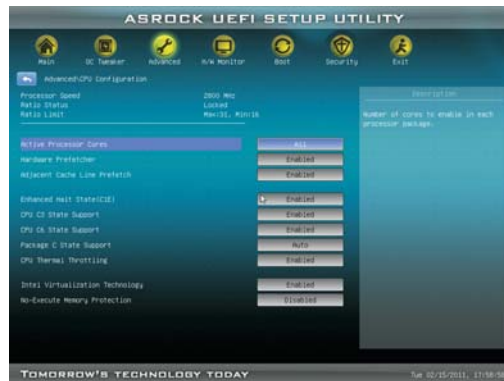 ASROCK UEFI SETUP UTILITY
Main OC Tweaker Advanced H/W Monitor Boot Security Exit
Advanced\CPU Configuration
Description
Processor Speed 2800 MHz
Ratio Status Locked
Ratio Limit Max:31, Min:16
Number of cores to enable in each
processor package.
Active Processor Cores All
Hardware Prefetcher Enabled
Adjacent Cache Line Prefetch Enabled
Enhanced Halt State(C1E) Enabled
CPU C3 State Support Enabled
CPU C6 State Support Enabled
Package C State Support Auto
CPU Thermal Throttling Enabled
Intel Virtualization Technology Enabled
No-Execute Memory Protection Disabled
TOMORROW'S TECHNOLOGY TODAY
Tue 02/15/2011,